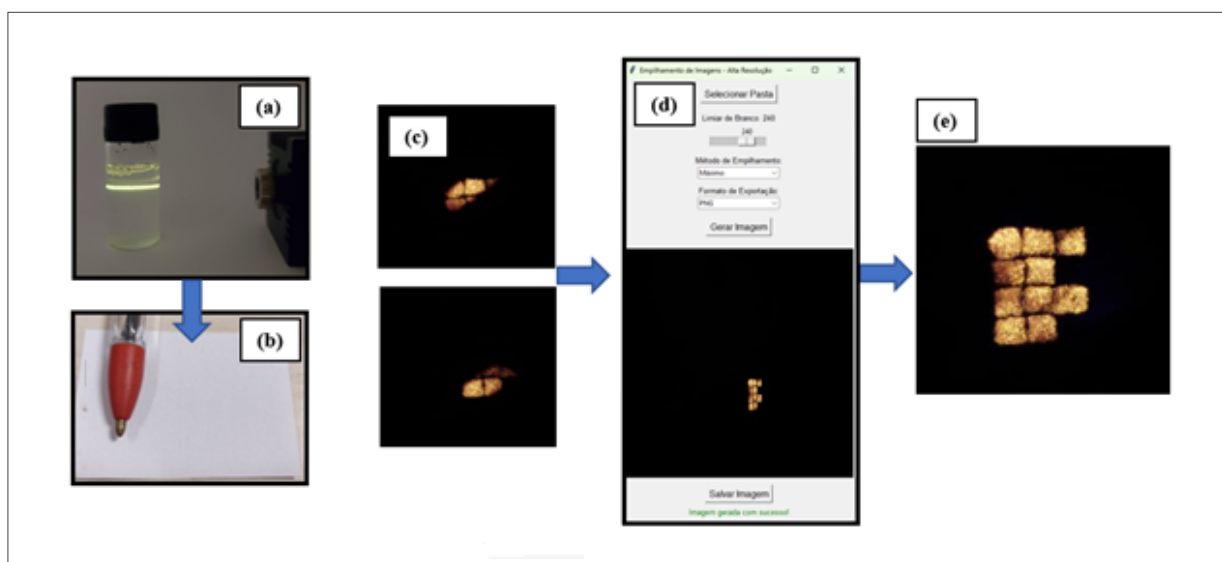 (a)
(b)
(c)
(d)
Empilhamento de Imagens - Alta Resolução
Selecionar Pasta
Limiar de Branco: 240
240
Método de Empilhamento:
Máximo
Formato de Exportação:
PNG
Gerar Imagem
Salvar Imagem
Imagem gerada com sucesso!
(e)